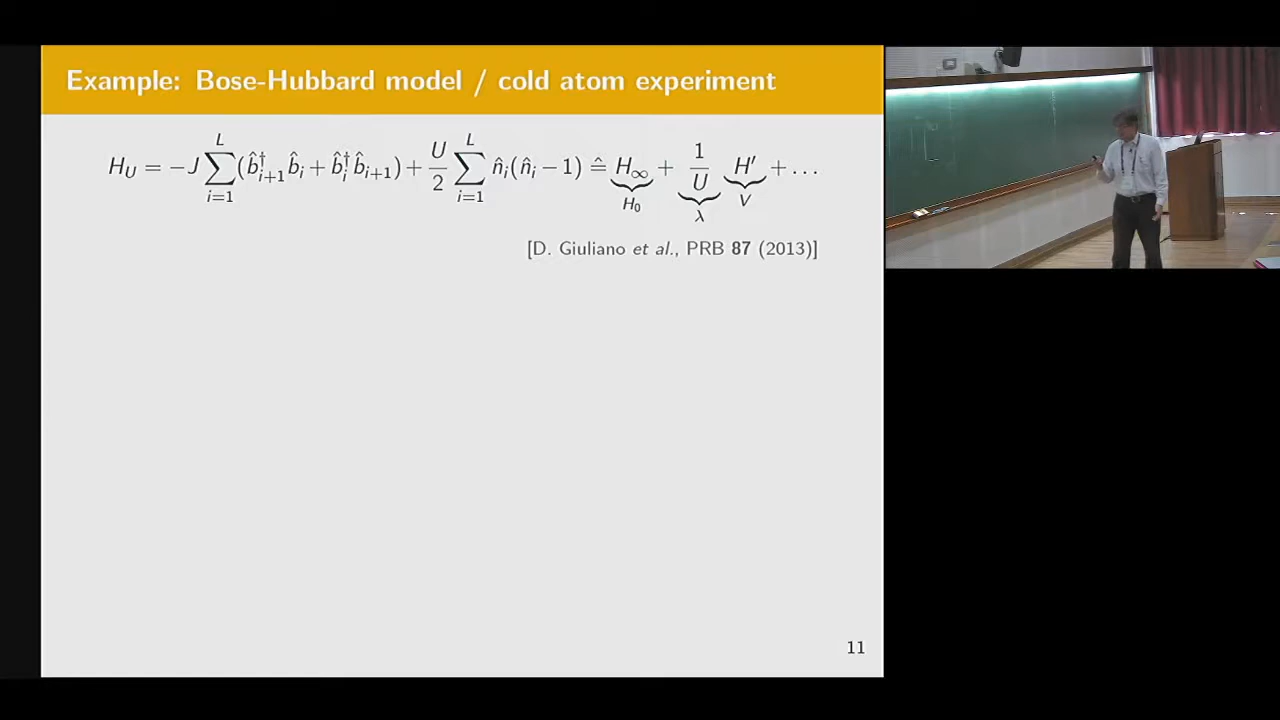 Example: Bose-Hubbard model / cold atom experiment
H_U = −J ∑_{i=1}^{L} (b̂†_{i+1} b̂_i + b̂†_i b̂_{i+1}) + U/2 ∑_{i=1}^{L} n̂_i(n̂_i − 1) ≙ H_∞ + 1/U H′ + …
H_0 λ V
[D. Giuliano et al., PRB 87 (2013)]
11